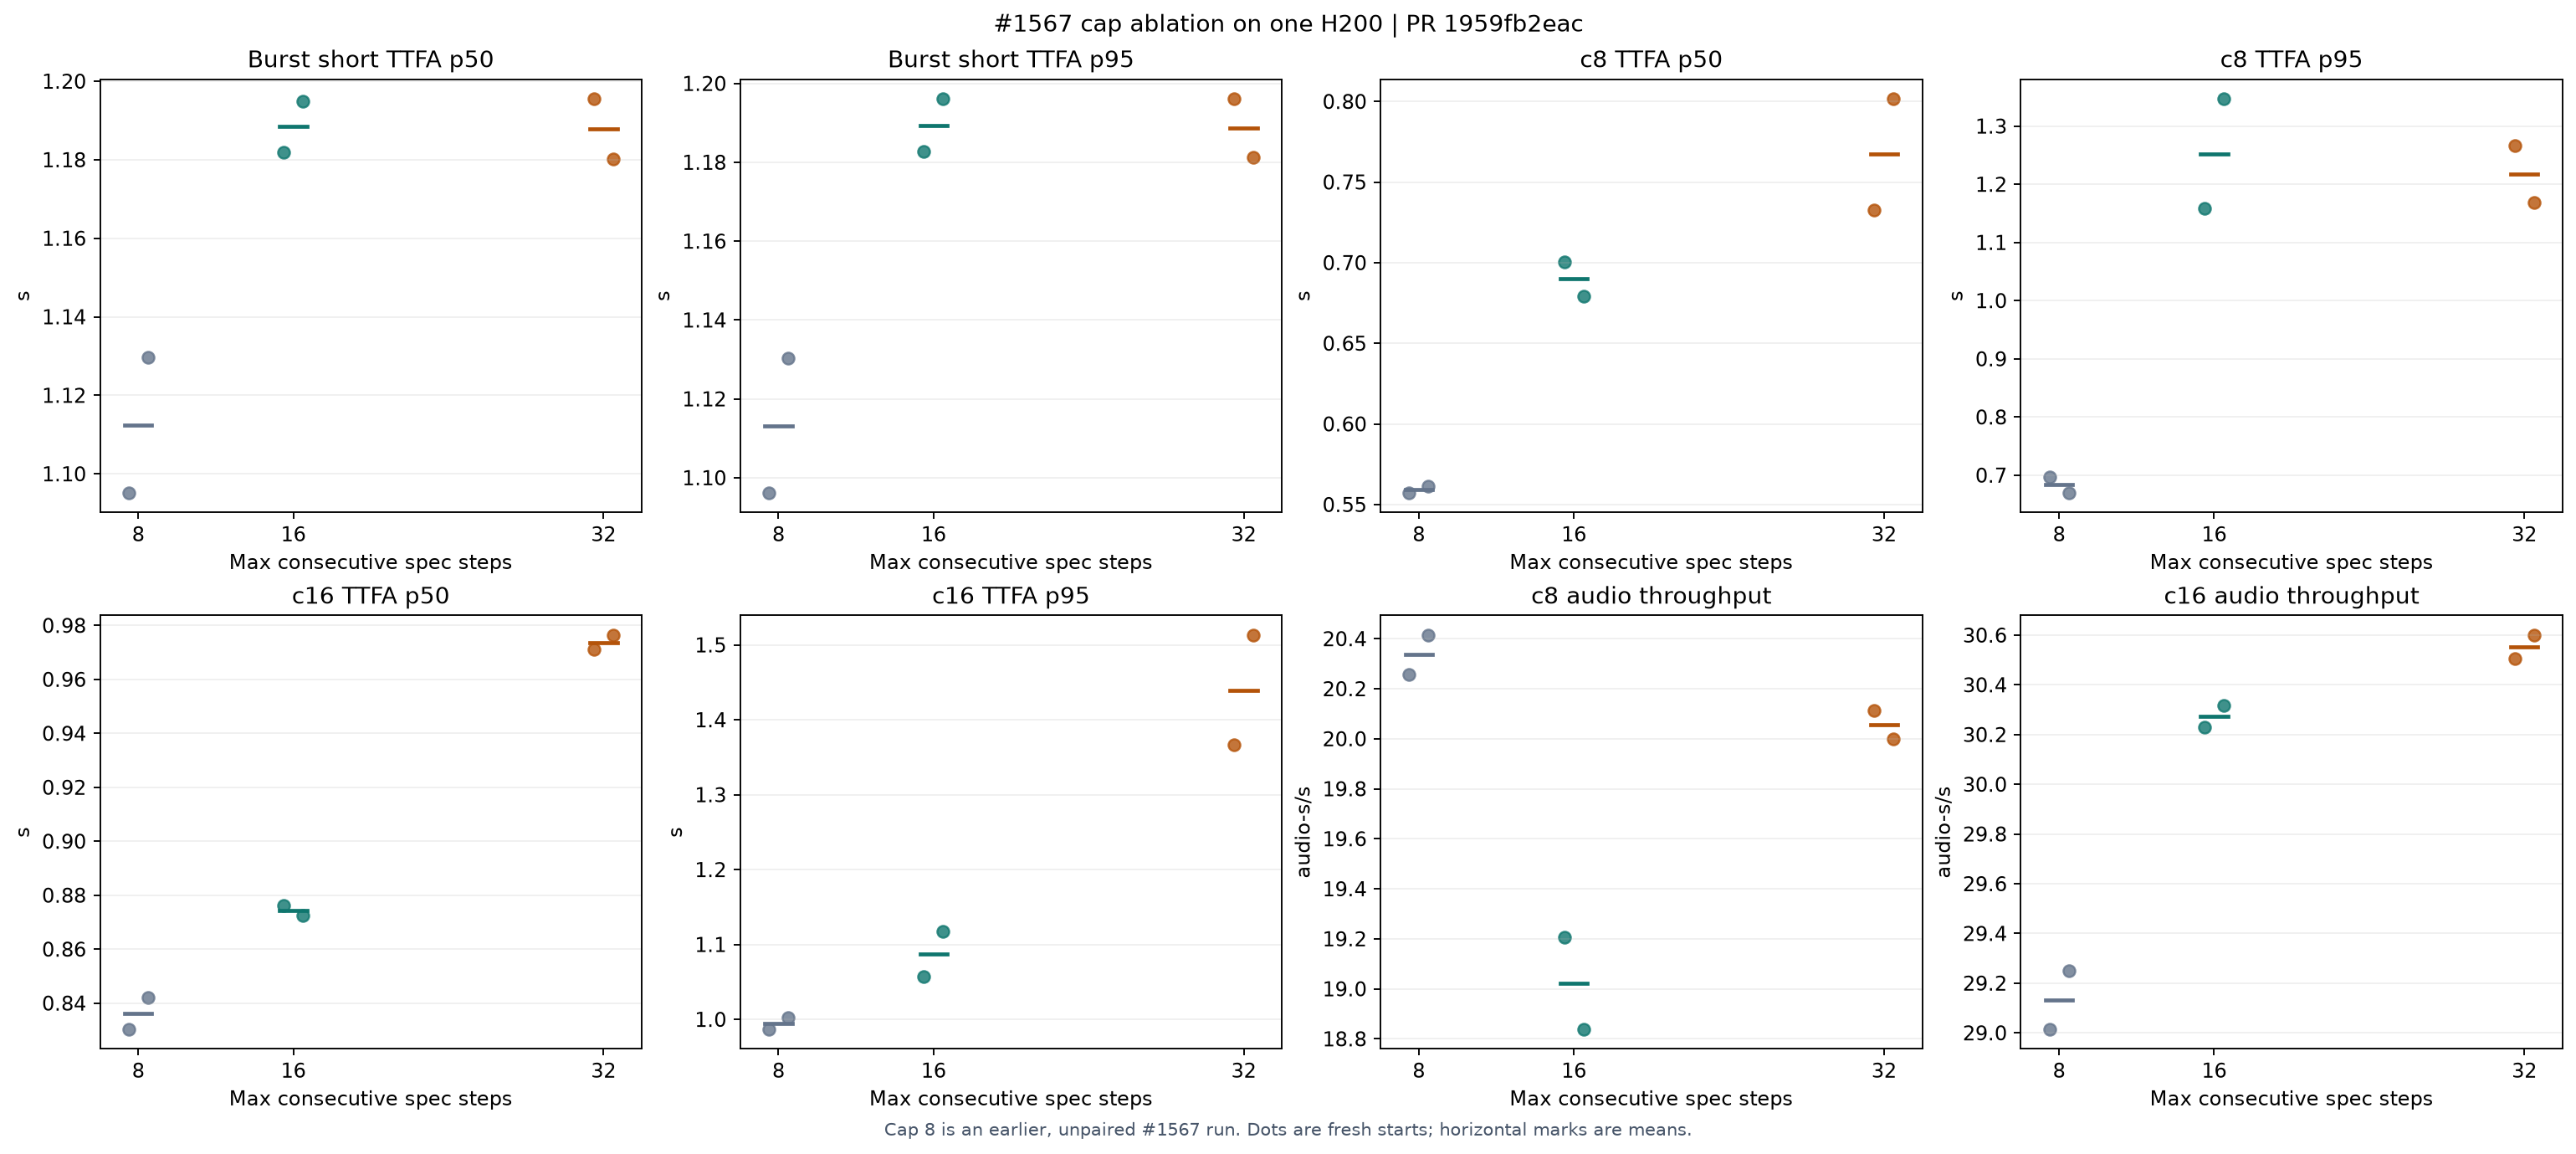 #1567 cap ablation on one H200 | PR 1959fb2eac
Burst short TTFA p50
1.20
1.18
1.16
1.14
1.12
1.10
s
8 16 32
Max consecutive spec steps
Burst short TTFA p95
1.20
1.18
1.16
1.14
1.12
1.10
s
8 16 32
Max consecutive spec steps
c8 TTFA p50
0.80
0.75
0.70
0.65
0.60
0.55
s
8 16 32
Max consecutive spec steps
c8 TTFA p95
1.3
1.2
1.1
1.0
0.9
0.8
0.7
s
8 16 32
Max consecutive spec steps
c16 TTFA p50
0.98
0.96
0.94
0.92
0.90
0.88
0.86
0.84
s
8 16 32
Max consecutive spec steps
c16 TTFA p95
1.5
1.4
1.3
1.2
1.1
1.0
s
8 16 32
Max consecutive spec steps
c8 audio throughput
20.4
20.2
20.0
19.8
19.6
19.4
19.2
19.0
18.8
audio-s/s
8 16 32
Max consecutive spec steps
c16 audio throughput
30.6
30.4
30.2
30.0
29.8
29.6
29.4
29.2
29.0
audio-s/s
8 16 32
Max consecutive spec steps
Cap 8 is an earlier, unpaired #1567 run. Dots are fresh starts; horizontal marks are means.